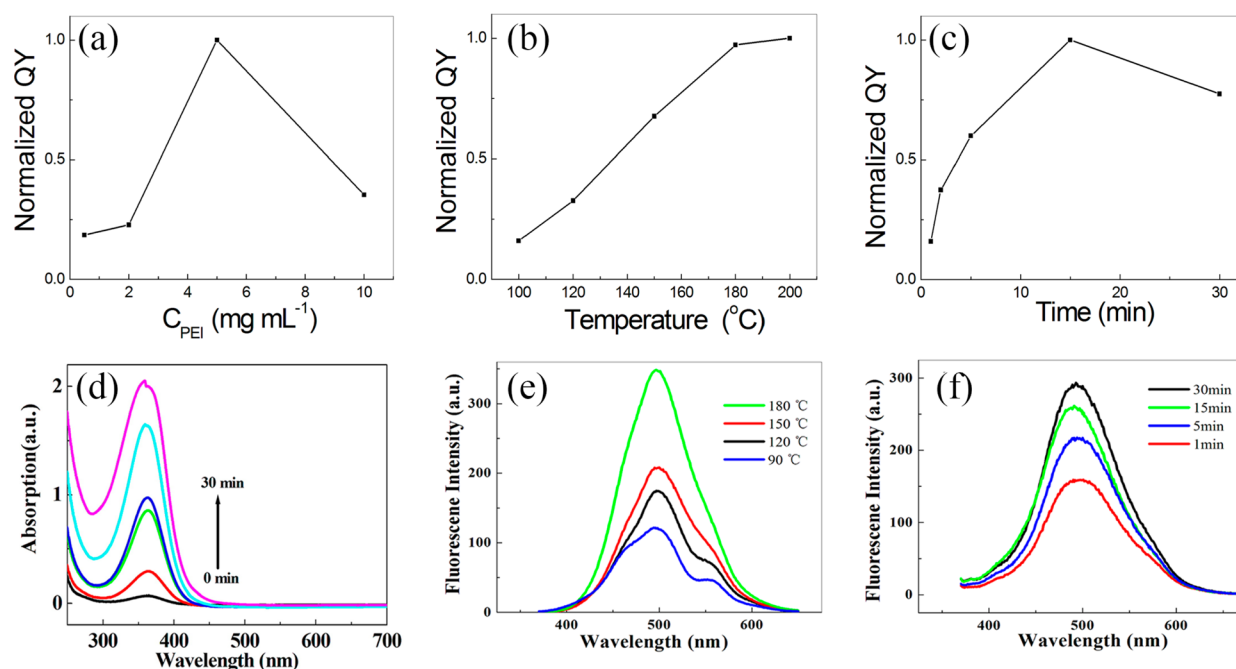 (a)
Normalized QY
1.0
0.5
0.0
0 2 4 6 8 10
C_PEI (mg mL⁻¹)
(b)
Normalized QY
1.0
0.5
0.0
100 120 140 160 180 200
Temperature (°C)
(c)
Normalized QY
1.0
0.5
0.0
0 10 20 30
Time (min)
(d)
Absorption(a.u.)
2
1
0
30 min
0 min
300 400 500 600 700
Wavelength (nm)
(e)
Fluorescene Intensity (a.u.)
300
200
100
0
180 ℃
150 ℃
120 ℃
90 ℃
400 500 600
Wavelength (nm)
(f)
Fluorescene Intensity (a.u.)
300
200
100
0
30min
15min
5min
1min
400 500 600
Wavelength (nm)